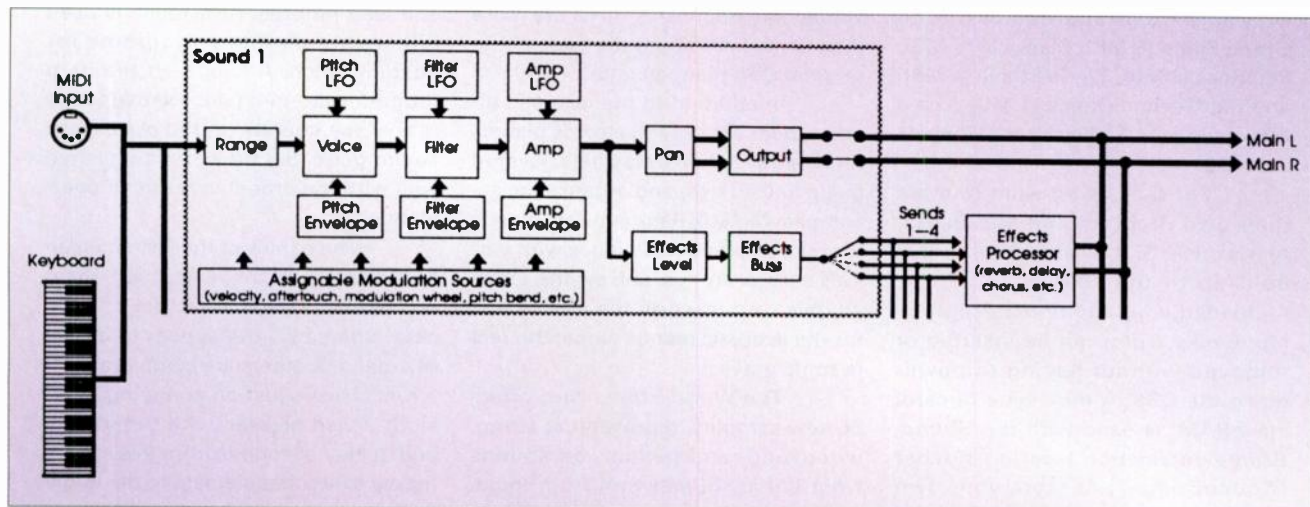 Sound 1
MIDI
Input
Keyboard
Range
Pitch
LFO
Voice
Pitch
Envelope
Filter
LFO
Filter
Filter
Envelope
Amp
LFO
Amp
Amp
Envelope
Assignable Modulation Sources
(velocity, aftertouch, modulation wheel, pitch bend, etc.)
Pan
Output
Effects
Level
Effects
Buss
Sends
1—4
Effects
Processor
(reverb, delay,
chorus, etc.)
Main L
Main R